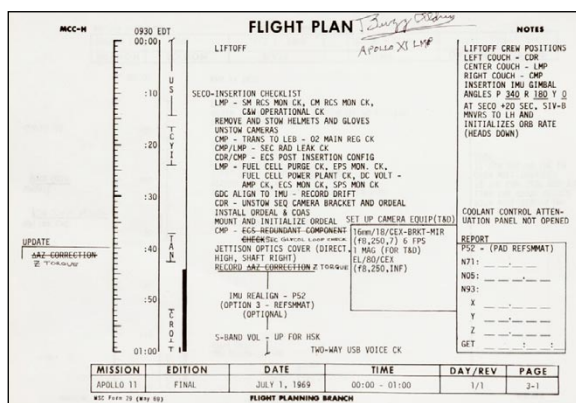 MCC-H
0930 EDT
FLIGHT PLAN
Buzz Aldrin
APOLLO XI LMP
NOTES
00:00
LIFTOFF
U
S
:10
SECO-INSERTION CHECKLIST
LMP - SM RCS MON CK, CM RCS MON CK,
C&W OPERATIONAL CK
REMOVE AND STOW HELMETS AND GLOVES
UNSTOW CAMERAS
T
C
Y
I
:20
CMP - TRANS TO LEB - O2 MAIN REG CK
CMP/LMP - SEC RAD LEAK CK
CDR/CMP - ECS POST INSERTION CONFIG
LMP - FUEL CELL PURGE CK, EPS MON. CK,
FUEL CELL POWER PLANT CK, DC VOLT -
AMP CK, ECS MON CK, SPS MON CK
:30
GDC ALIGN TO IMU - RECORD DRIFT
CDR - UNSTOW SEQ CAMERA BRACKET AND ORDEAL
INSTALL ORDEAL & COAS
MOUNT AND INITIALIZE ORDEAL
CMP - ECS REDUNDANT COMPONENT
CHECK SEC GLYCOL LOOP CHECK
T
A
N
:40
JETTISON OPTICS COVER (DIRECT,
HIGH, SHAFT RIGHT)
RECORD ΔAZ CORRECTION Z TORQUE
UPDATE
ΔAZ CORRECTION
Z TORQUE
SET UP CAMERA EQUIP(T&D)
16mm/18/CEX-BRKT-MIR
(f8,250,7) 6 FPS
1 MAG (FOR T&D)
EL/80/CEX
(f8,250,INF)
:50
IMU REALIGN - P52
(OPTION 3 - REFSMMAT)
(OPTIONAL)
C
R
O
S-BAND VOL - UP FOR HSK
01:00
TWO-WAY USB VOICE CK
LIFTOFF CREW POSITIONS
LEFT COUCH - CDR
CENTER COUCH - LMP
RIGHT COUCH - CMP
INSERTION IMU GIMBAL
ANGLES P 340 R 180 Y 0
AT SECO +20 SEC, SIV-B
MNVRS TO LH AND
INITIALIZES ORB RATE
(HEADS DOWN)
COOLANT CONTROL ATTEN-
UATION PANEL NOT OPENED
REPORT
P52 - (PAD REFSMMAT)
N71:
N05:
N93:
X
Y
Z
GET
MISSION EDITION DATE TIME DAY/REV PAGE
APOLLO 11 FINAL JULY 1, 1969 00:00 - 01:00 1/1 3-1
MSC Form 29 (May 69)
FLIGHT PLANNING BRANCH